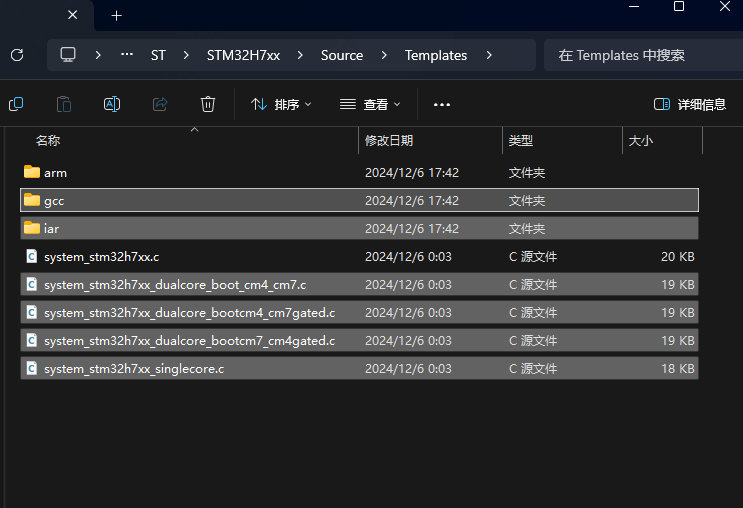 ST STM32H7xx Source Templates 在 Templates 中搜索
排序 查看 详细信息
名称 修改日期 类型 大小
arm 2024/12/6 17:42 文件夹
gcc 2024/12/6 17:42 文件夹
iar 2024/12/6 17:42 文件夹
system_stm32h7xx.c 2024/12/6 0:03 C 源文件 20 KB
system_stm32h7xx_dualcore_boot_cm4_cm7.c 2024/12/6 0:03 C 源文件 19 KB
system_stm32h7xx_dualcore_bootcm4_cm7gated.c 2024/12/6 0:03 C 源文件 19 KB
system_stm32h7xx_dualcore_bootcm7_cm4gated.c 2024/12/6 0:03 C 源文件 19 KB
system_stm32h7xx_singlecore.c 2024/12/6 0:03 C 源文件 18 KB